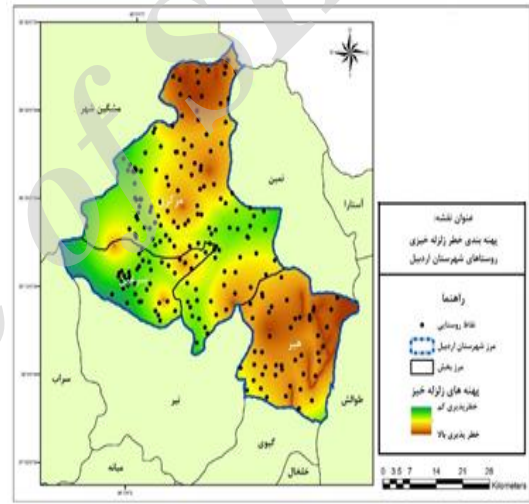 مشگین شهر
نمین
آستارا
هیر
سراب
نیر
طوالش
گیوی
خلخال
میانه
عنوان نقشه:
پهنه بندی خطر زلزله خیزی
روستاهای شهرستان اردبیل
راهنما
نقاط روستایی
مرز شهرستان اردبیل
مرز بخش
پهنه های زلزله خیز
خطرپذیری کم
خطر پذیری بالا
0 3.5 7 14 21 28
Kilometers
of